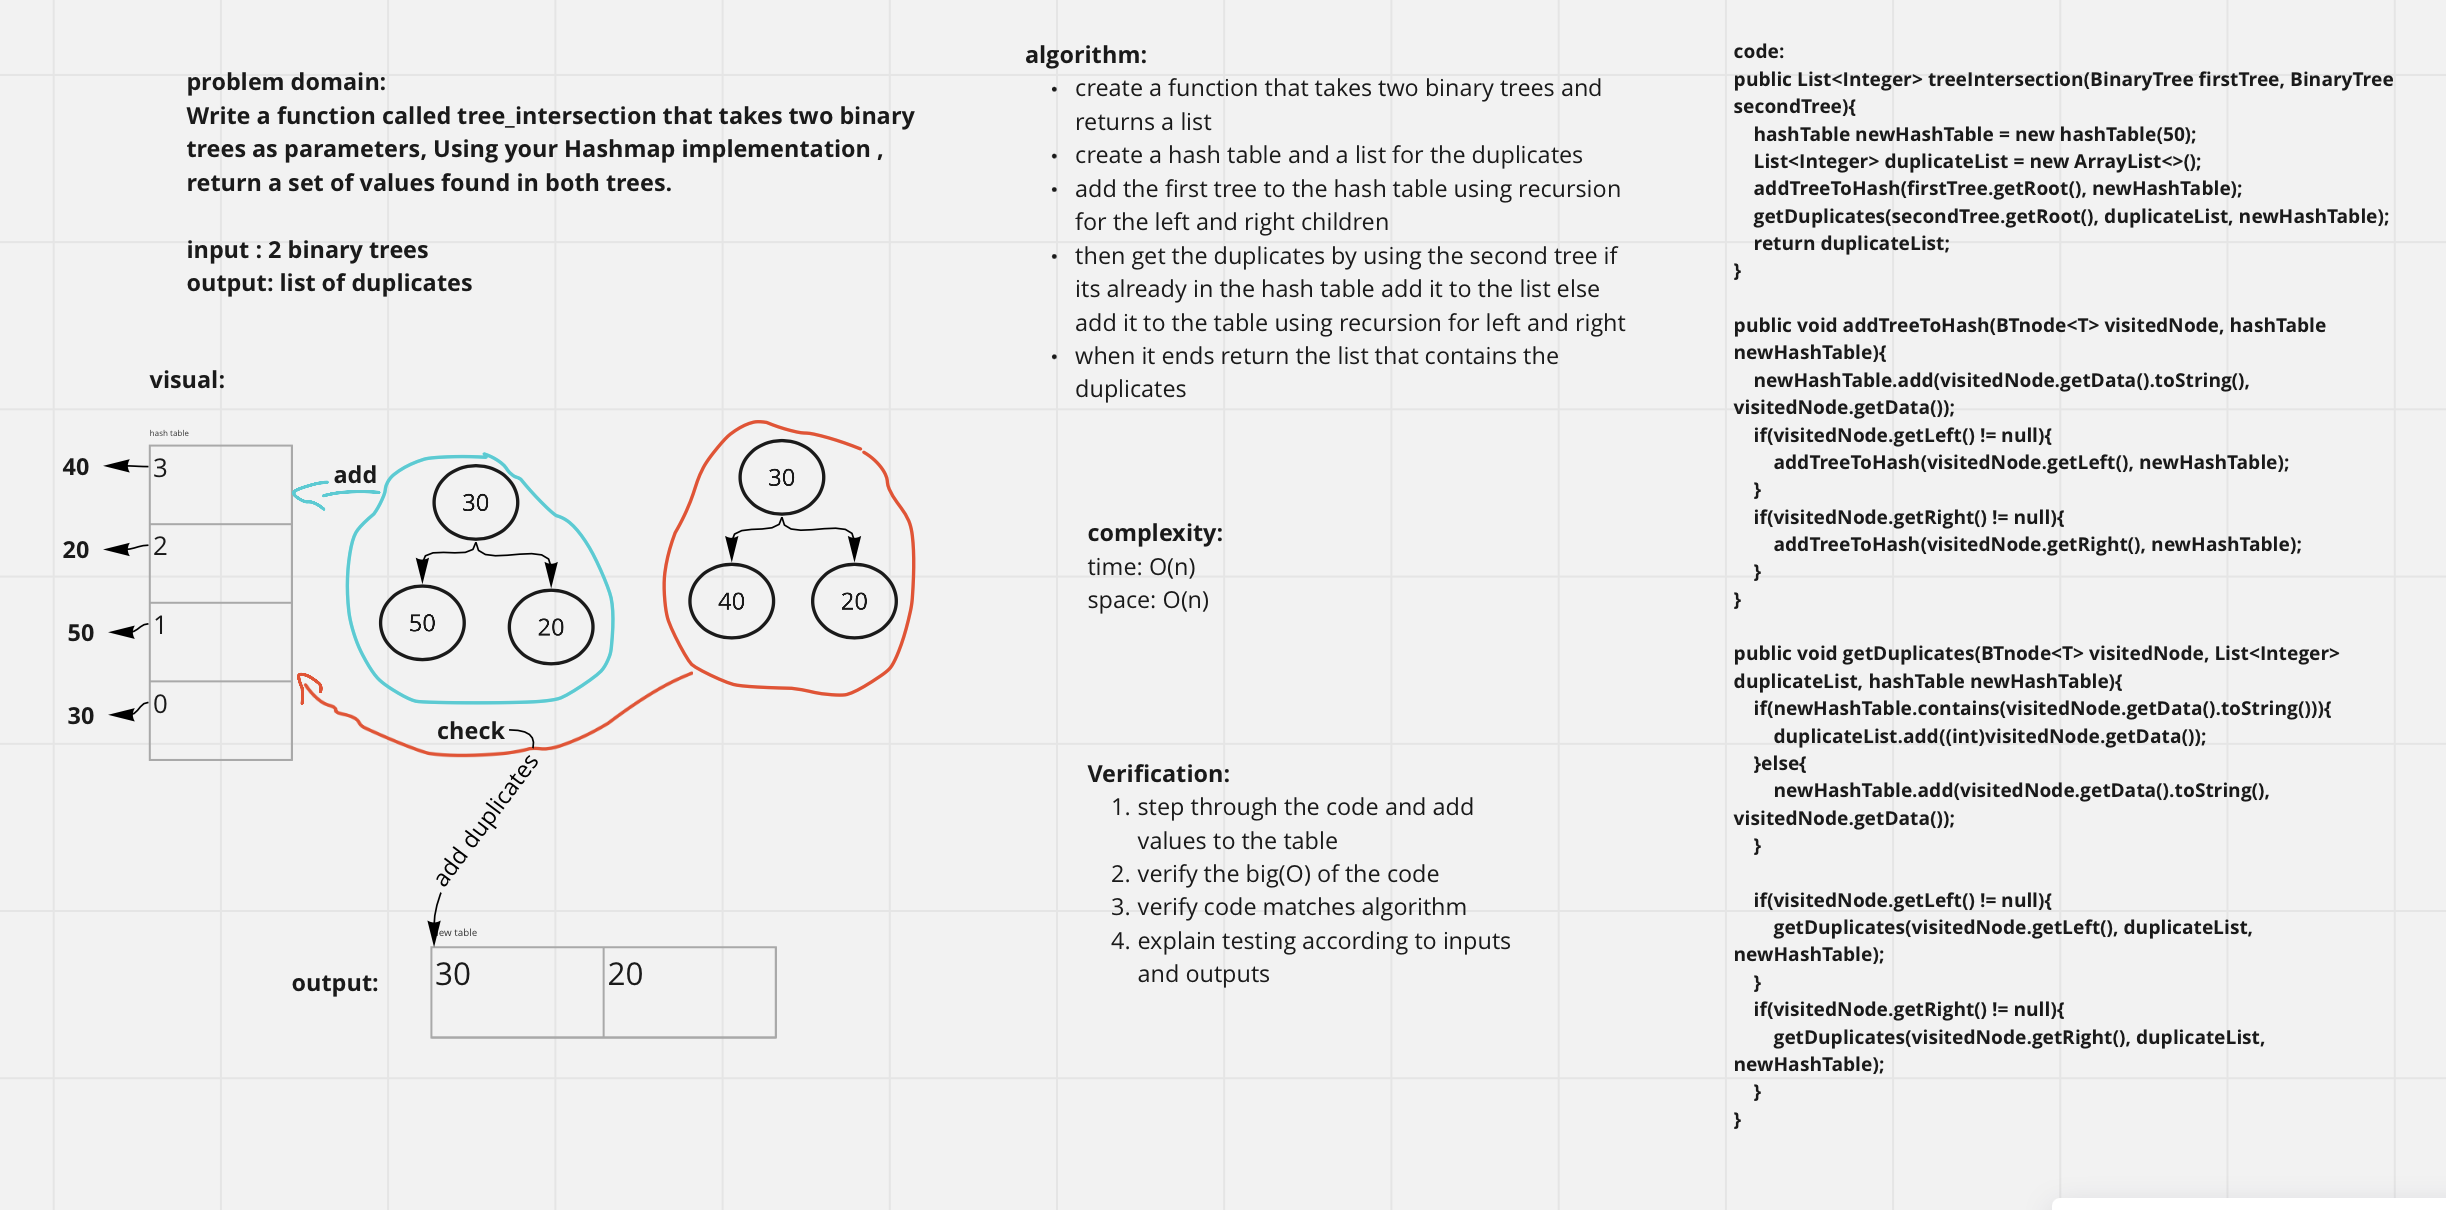 problem domain:
Write a function called tree_intersection that takes two binary
trees as parameters, Using your Hashmap implementation ,
return a set of values found in both trees.
input : 2 binary trees
output: list of duplicates
visual:
hash table
40
3
20
2
50
1
30
0
add
30
50
20
30
40
20
check
add duplicates
table
output:
30
20
algorithm:
• create a function that takes two binary trees and
returns a list
• create a hash table and a list for the duplicates
• add the first tree to the hash table using recursion
for the left and right children
• then get the duplicates by using the second tree if
its already in the hash table add it to the list else
add it to the table using recursion for left and right
• when it ends return the list that contains the
duplicates
complexity:
time: O(n)
space: O(n)
Verification:
1. step through the code and add
values to the table
2. verify the big(O) of the code
3. verify code matches algorithm
4. explain testing according to inputs
and outputs
code:
public List<Integer> treeIntersection(BinaryTree firstTree, BinaryTree
secondTree){
hashTable newHashTable = new hashTable(50);
List<Integer> duplicateList = new ArrayList<>();
addTreeToHash(firstTree.getRoot(), newHashTable);
getDuplicates(secondTree.getRoot(), duplicateList, newHashTable);
return duplicateList;
}
public void addTreeToHash(BTnode<T> visitedNode, hashTable
newHashTable){
newHashTable.add(visitedNode.getData().toString(),
visitedNode.getData());
if(visitedNode.getLeft() != null){
addTreeToHash(visitedNode.getLeft(), newHashTable);
}
if(visitedNode.getRight() != null){
addTreeToHash(visitedNode.getRight(), newHashTable);
}
}
public void getDuplicates(BTnode<T> visitedNode, List<Integer>
duplicateList, hashTable newHashTable){
if(newHashTable.contains(visitedNode.getData().toString())){
duplicateList.add((int)visitedNode.getData());
}else{
newHashTable.add(visitedNode.getData().toString(),
visitedNode.getData());
}
if(visitedNode.getLeft() != null){
getDuplicates(visitedNode.getLeft(), duplicateList,
newHashTable);
}
if(visitedNode.getRight() != null){
getDuplicates(visitedNode.getRight(), duplicateList,
newHashTable);
}
}